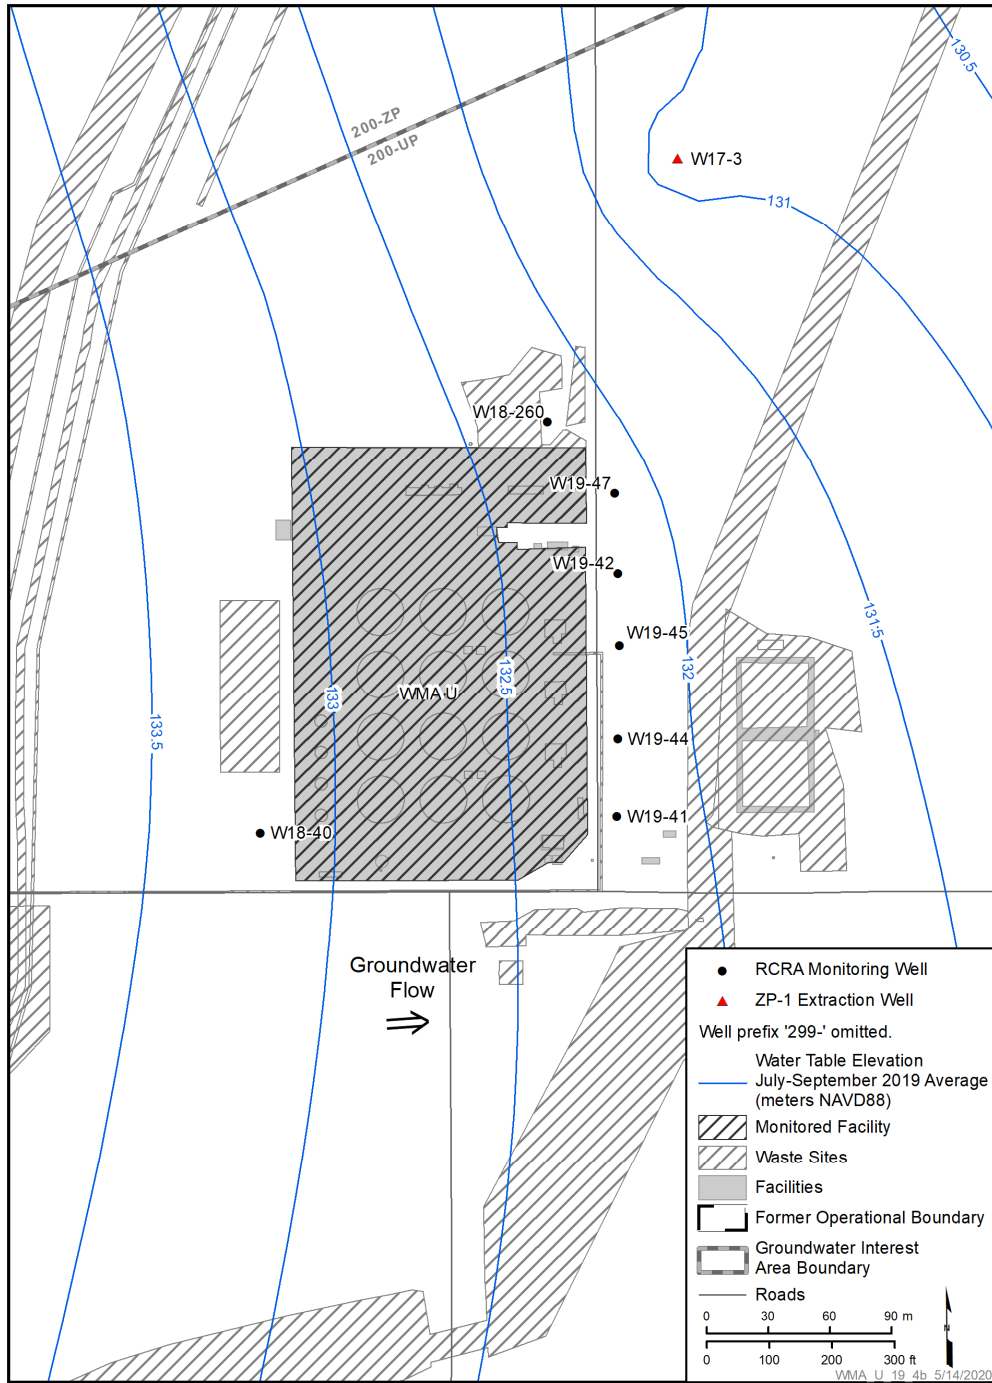 130.5
200-ZP
200-UP
W17-3
131
W18-260
W19-47
W19-42
131.5
W19-45
132
132.5
133
WMA U
133.5
W19-44
W19-41
W18-40
Groundwater
Flow
RCRA Monitoring Well
ZP-1 Extraction Well
Well prefix '299-' omitted.
Water Table Elevation
July-September 2019 Average
(meters NAVD88)
Monitored Facility
Waste Sites
Facilities
Former Operational Boundary
Groundwater Interest
Area Boundary
Roads
0 30 60 90 m
0 100 200 300 ft
N
WMA_U_19_4b_5/14/2020